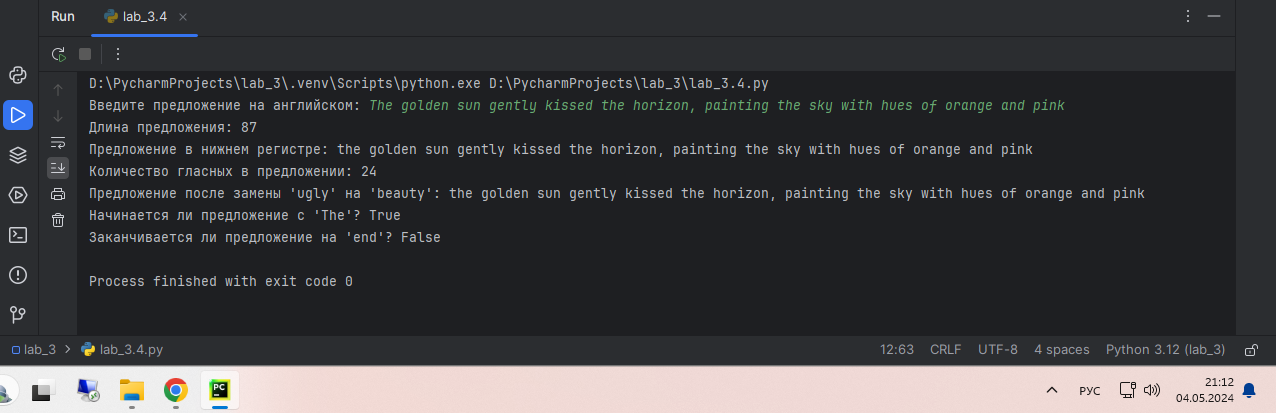 Run lab_3.4
D:\PycharmProjects\lab_3\.venv\Scripts\python.exe D:\PycharmProjects\lab_3\lab_3.4.py
Введите предложение на английском: The golden sun gently kissed the horizon, painting the sky with hues of orange and pink
Длина предложения: 87
Предложение в нижнем регистре: the golden sun gently kissed the horizon, painting the sky with hues of orange and pink
Количество гласных в предложении: 24
Предложение после замены 'ugly' на 'beauty': the golden sun gently kissed the horizon, painting the sky with hues of orange and pink
Начинается ли предложение с 'The'? True
Заканчивается ли предложение на 'end'? False
Process finished with exit code 0
lab_3 > lab_3.4.py 12:63 CRLF UTF-8 4 spaces Python 3.12 (lab_3)
PC
РУС 21:12
04.05.2024